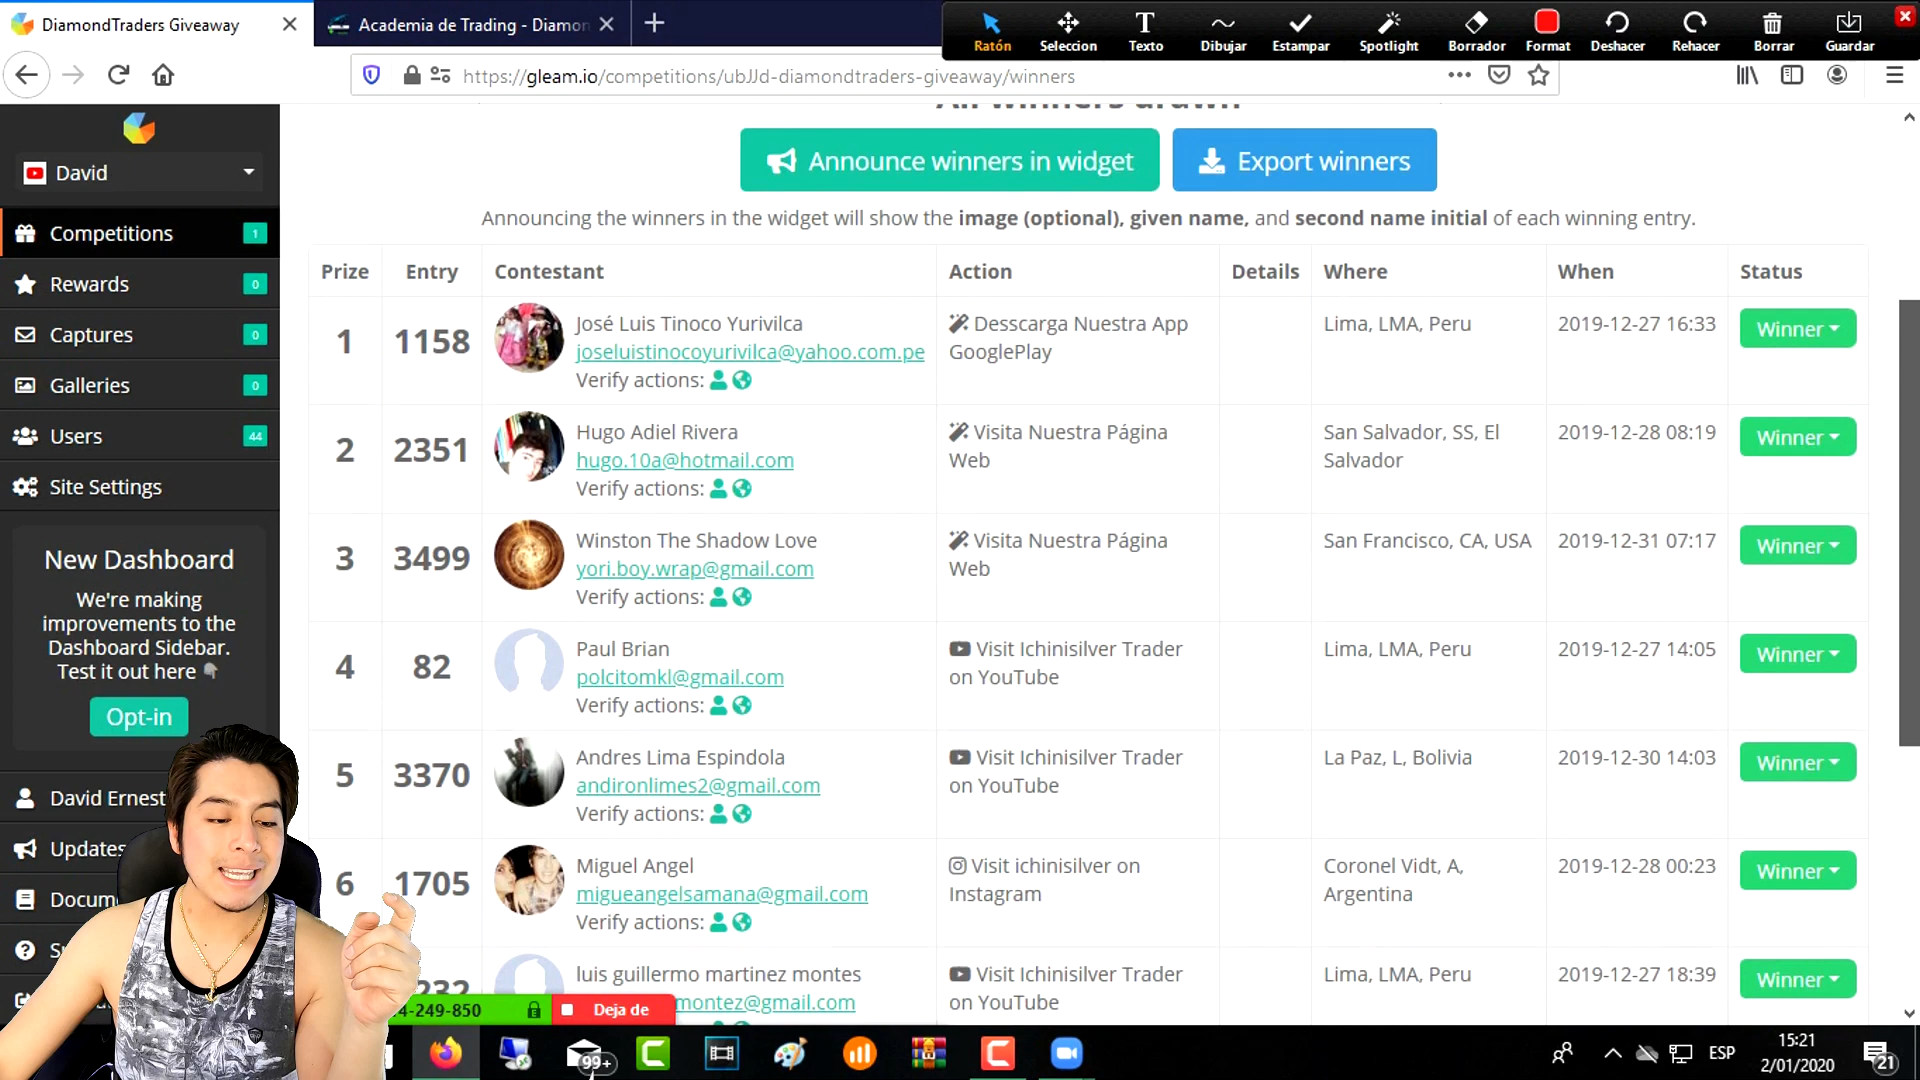 DiamondTraders Giveaway
Academia de Trading - Diamon
Ratón
Seleccion
Texto
Dibujar
Estampar
Spotlight
Borrador
Format
Deshacer
Rehacer
Borrar
Guardar
https://gleam.io/competitions/ubJJd-diamondtraders-giveaway/winners
David
Competitions 1
Rewards 0
Captures 0
Galleries 0
Users 44
Site Settings
New Dashboard
We're making
improvements to the
Dashboard Sidebar.
Test it out here
Opt-in
David Ernest
Updates
Docum
All winners drawn
Announce winners in widget
Export winners
Announcing the winners in the widget will show the image (optional), given name, and second name initial of each winning entry.
Prize Entry Contestant Action Details Where When Status
1 1158 José Luis Tinoco Yurivilca
joseluistinocoyurivilca@yahoo.com.pe
Verify actions:
Desscarga Nuestra App
GooglePlay
Lima, LMA, Peru
2019-12-27 16:33
Winner
2 2351 Hugo Adiel Rivera
hugo.10a@hotmail.com
Verify actions:
Visita Nuestra Página
Web
San Salvador, SS, El
Salvador
2019-12-28 08:19
Winner
3 3499 Winston The Shadow Love
yori.boy.wrap@gmail.com
Verify actions:
Visita Nuestra Página
Web
San Francisco, CA, USA
2019-12-31 07:17
Winner
4 82 Paul Brian
polcitomkl@gmail.com
Verify actions:
Visit Ichinisilver Trader
on YouTube
Lima, LMA, Peru
2019-12-27 14:05
Winner
5 3370 Andres Lima Espindola
andironlimes2@gmail.com
Verify actions:
Visit Ichinisilver Trader
on YouTube
La Paz, L, Bolivia
2019-12-30 14:03
Winner
6 1705 Miguel Angel
migueangelsamana@gmail.com
Verify actions:
Visit ichinisilver on
Instagram
Coronel Vidt, A,
Argentina
2019-12-28 00:23
Winner
luis guillermo martinez montes
montez@gmail.com
Visit Ichinisilver Trader
on YouTube
Lima, LMA, Peru
2019-12-27 18:39
Winner
4-249-850
Deja de
99+
ESP
15:21
2/01/2020
21